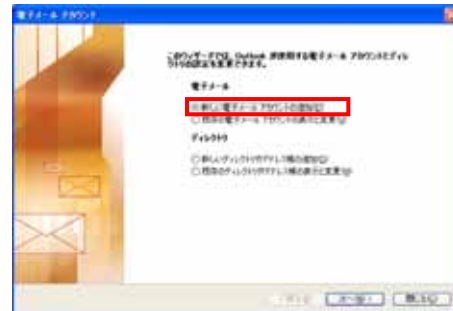 電子メール アカウント
このウィザードでは、Outlook が使用する電子メール アカウントとディレ
クトリの設定を変更できます。
電子メール
新しい電子メール アカウントの追加(E)
既存の電子メール アカウントの表示と変更(V)
ディレクトリ
新しいディレクトリやアドレス帳の追加(D)
既存のディレクトリやアドレス帳の表示と変更(I)
次へ(N) >
閉じる(C)